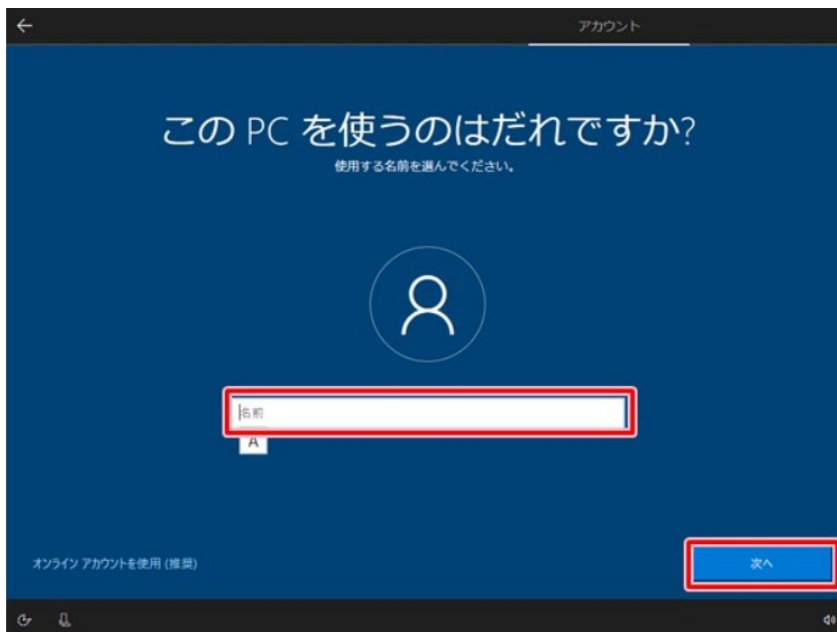 アカウント
この PC を使うのはだれですか?
使用する名前を選んでください。
名前
A
オンライン アカウントを使用 (推奨)
次へ